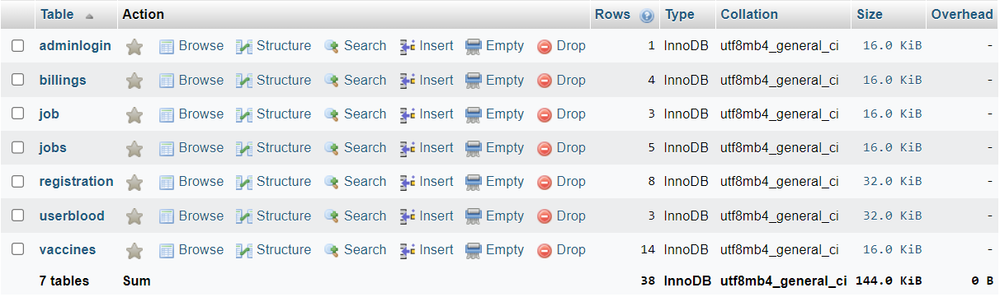 Table Action Rows Type Collation Size Overhead
adminlogin Browse Structure Search Insert Empty Drop 1 InnoDB utf8mb4_general_ci 16.0 KiB -
billings Browse Structure Search Insert Empty Drop 4 InnoDB utf8mb4_general_ci 16.0 KiB -
job Browse Structure Search Insert Empty Drop 3 InnoDB utf8mb4_general_ci 16.0 KiB -
jobs Browse Structure Search Insert Empty Drop 5 InnoDB utf8mb4_general_ci 16.0 KiB -
registration Browse Structure Search Insert Empty Drop 8 InnoDB utf8mb4_general_ci 32.0 KiB -
userblood Browse Structure Search Insert Empty Drop 3 InnoDB utf8mb4_general_ci 32.0 KiB -
vaccines Browse Structure Search Insert Empty Drop 14 InnoDB utf8mb4_general_ci 16.0 KiB -
7 tables Sum 38 InnoDB utf8mb4_general_ci 144.0 KiB 0 B